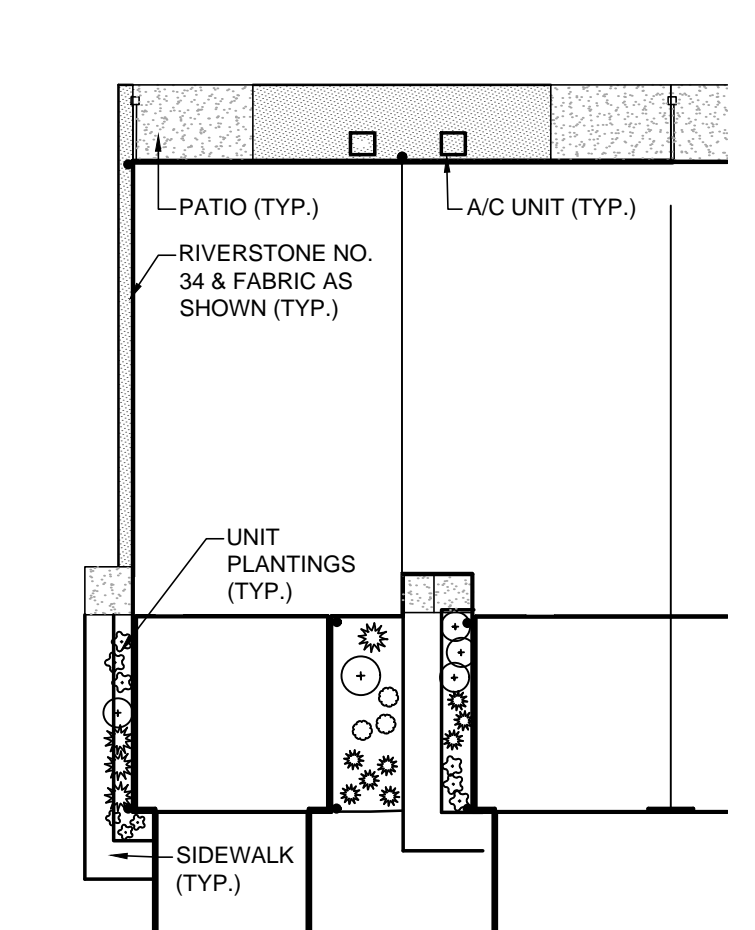 PATIO (TYP.)
A/C UNIT (TYP.)
RIVERSTONE NO.
34 & FABRIC AS
SHOWN (TYP.)
UNIT
PLANTINGS
(TYP.)
SIDEWALK
(TYP.)